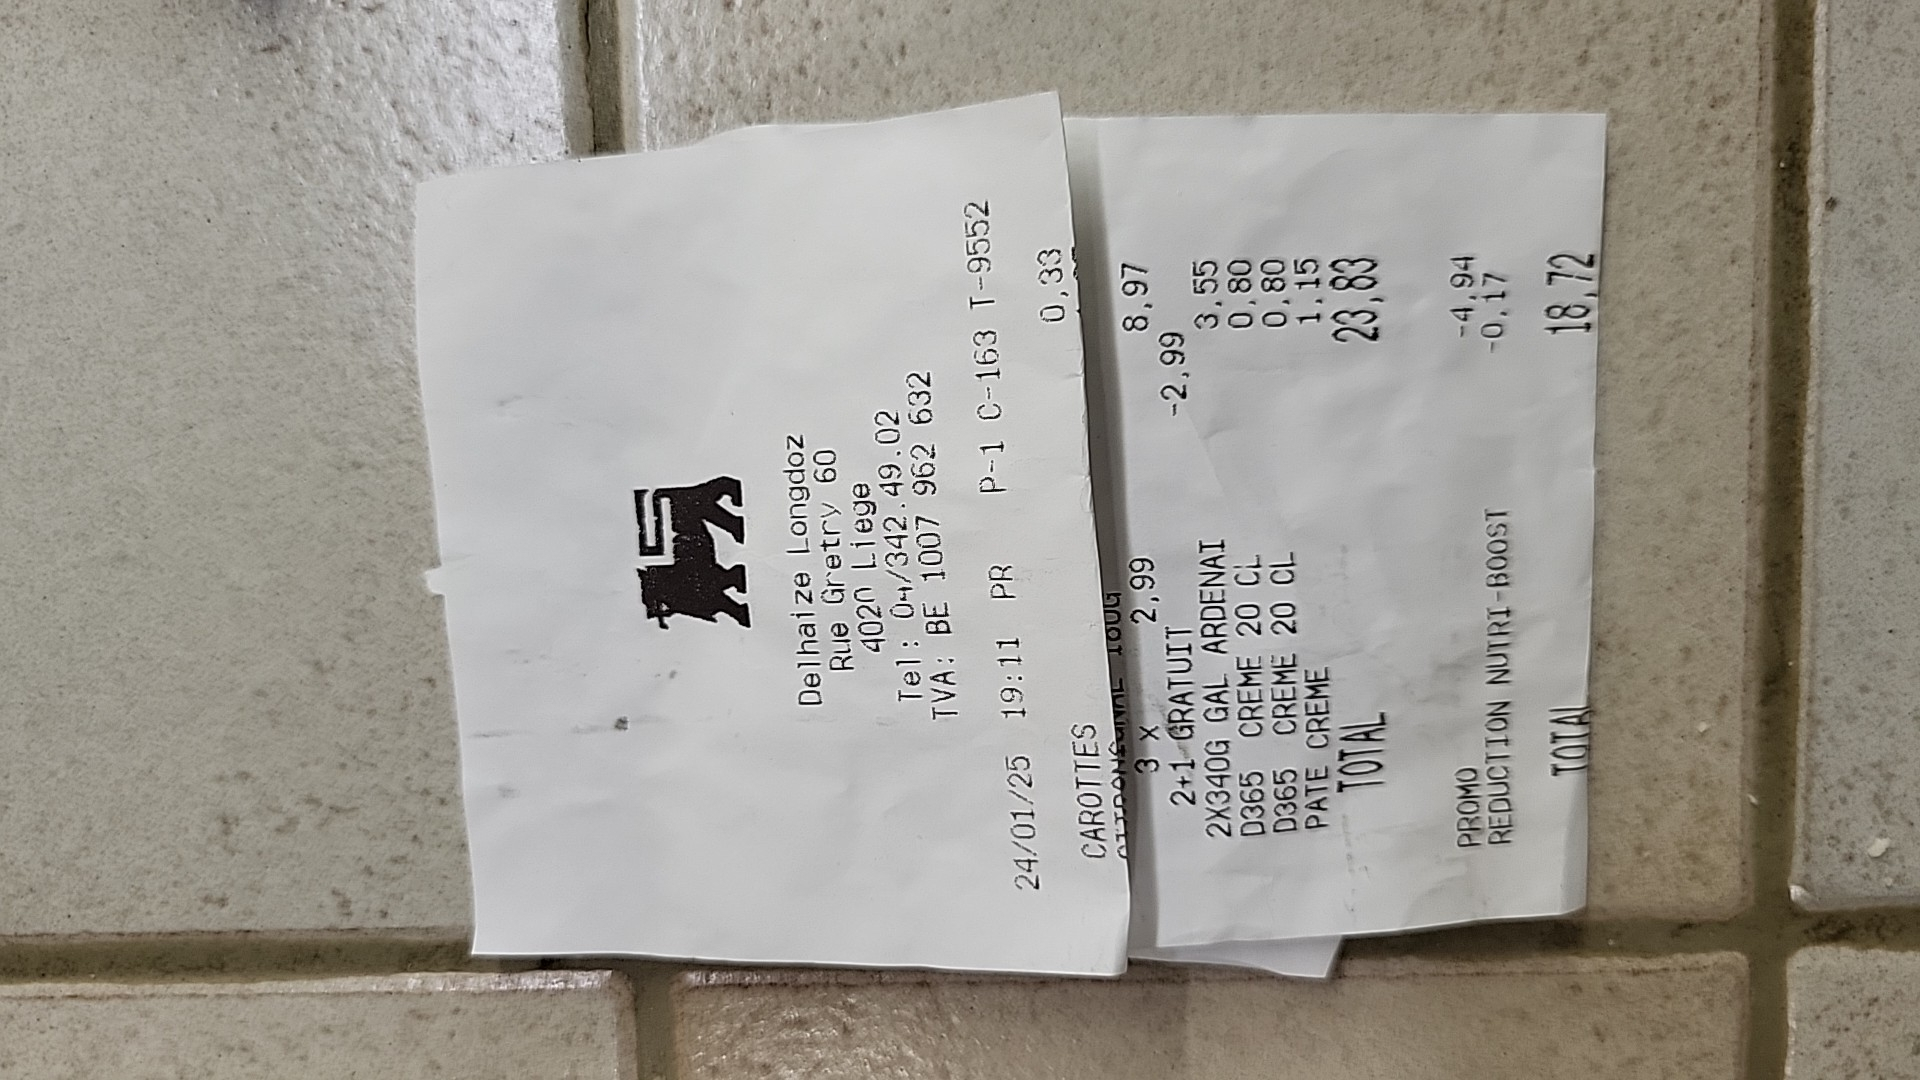 Delhaize Longdoz
Rue Gretry 60
4020 Liege
Tel: 04/342.49.02
TVA: BE 1007 962 632
24/01/25 19:11 PR P-1 C-163 T-9552
CAROTTES 0,33
180G
3 x 2,99 8,97
2+1 GRATUIT -2,99
2X340G GAL ARDENAI 3,55
D365 CREME 20 CL 0,80
D365 CREME 20 CL 0,80
PATE CREME 1,15
TOTAL 23,83
PROMO -4,94
REDUCTION NUTRI-BOOST -0,17
TOTAL 18,72